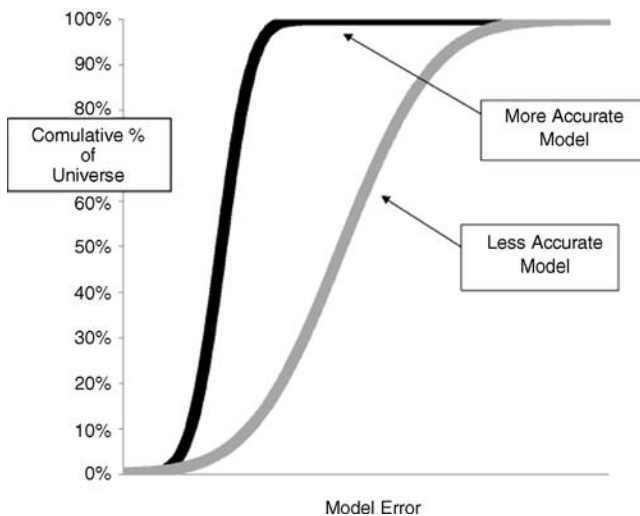 100%
90%
80%
Comulative %
of
Universe
60%
50%
40%
30%
20%
10%
0%
More Accurate
Model
Less Accurate
Model
Model Error